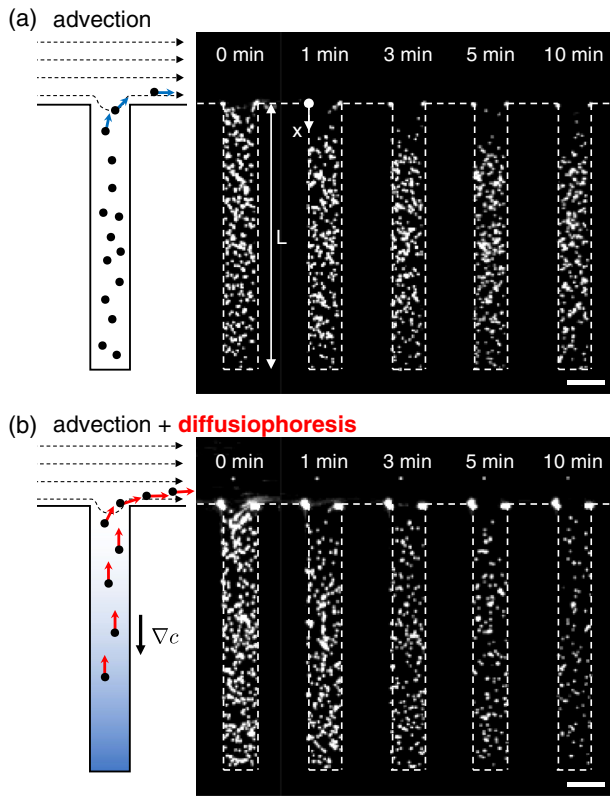 (a) advection
0 min 1 min 3 min 5 min 10 min
x
L
(b) advection + diffusiophoresis
0 min 1 min 3 min 5 min 10 min
∇c